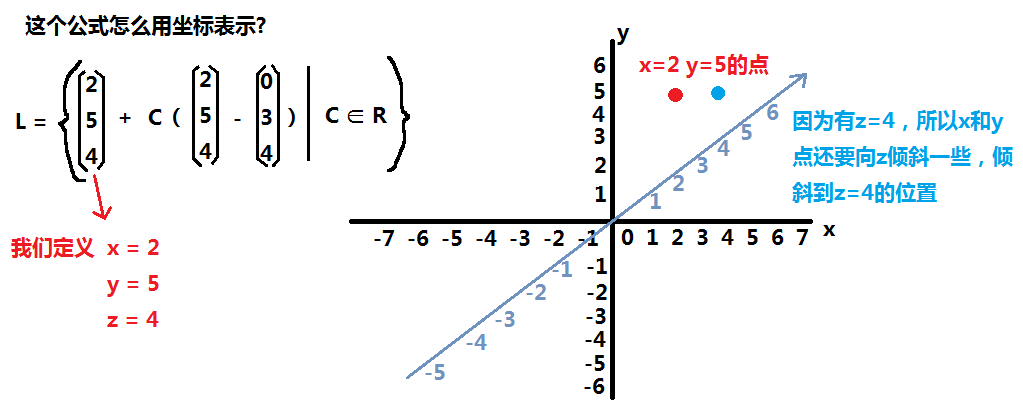 这个公式怎么用坐标表示?
L = { ( 2 5 4 ) + C ( ( 2 5 4 ) - ( 0 3 4 ) ) | C ∈ R }
我们定义 x = 2
y = 5
z = 4
y
x=2 y=5的点
6
5
4
3
2
1
因为有z=4，所以x和y
点还要向z倾斜一些，倾
斜到z=4的位置
1 2 3 4 5 6
x
-7 -6 -5 -4 -3 -2 -1 0 1 2 3 4 5 6 7
-1
-2
-3
-4
-5
-6
-1
-2
-3
-4
-5